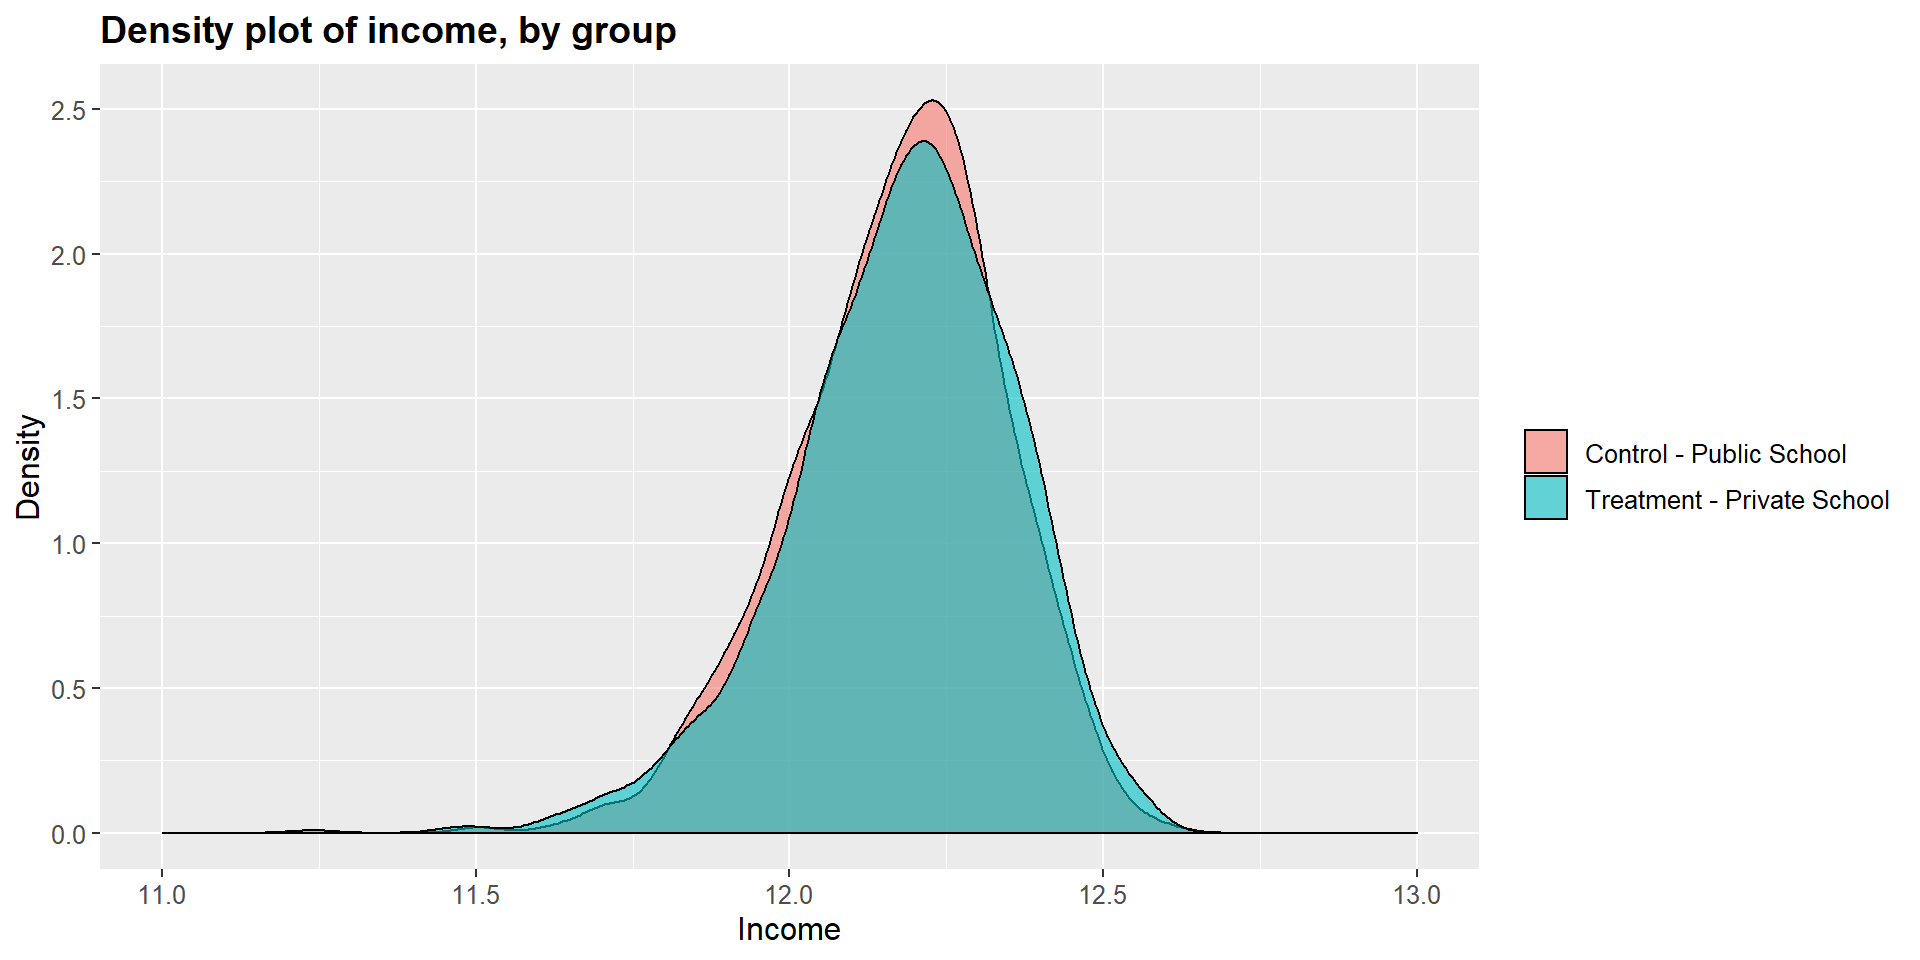 Density plot of income, by group
2.5
2.0
1.5
1.0
0.5
0.0
Density
11.0 11.5 12.0 12.5 13.0
Income
Control - Public School
Treatment - Private School